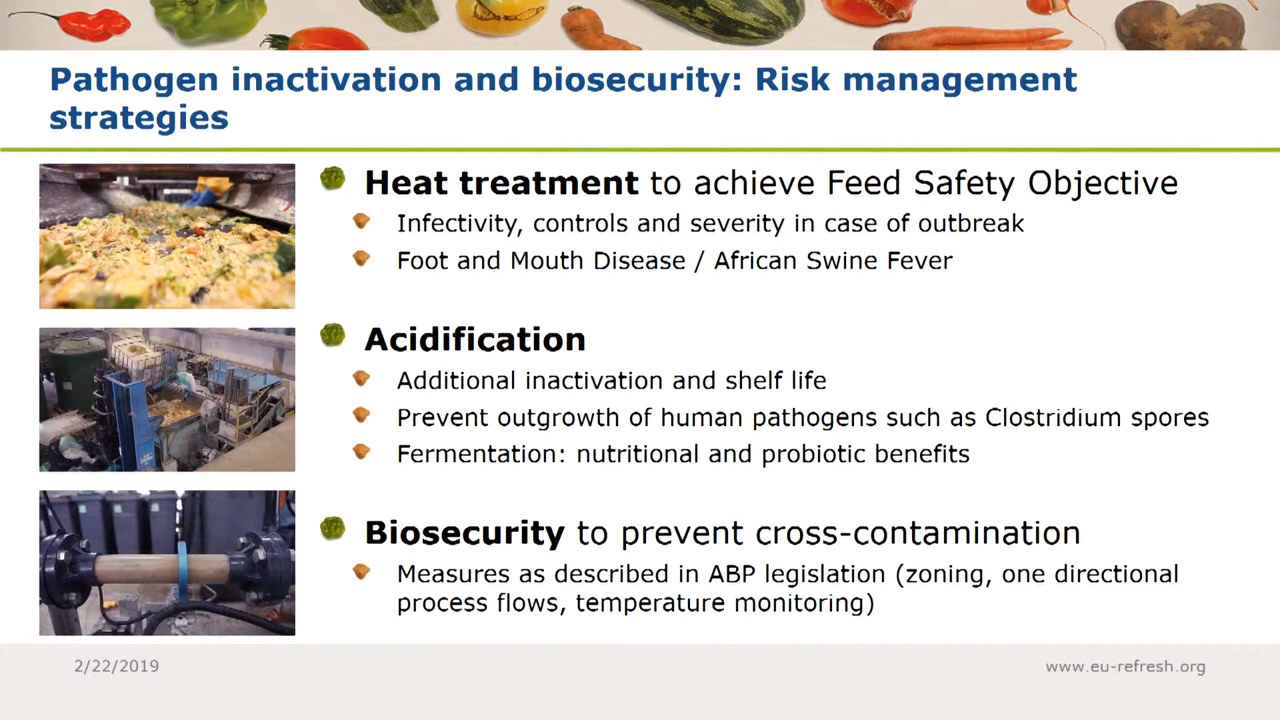 Pathogen inactivation and biosecurity: Risk management
strategies
Heat treatment to achieve Feed Safety Objective
Infectivity, controls and severity in case of outbreak
Foot and Mouth Disease / African Swine Fever
Acidification
Additional inactivation and shelf life
Prevent outgrowth of human pathogens such as Clostridium spores
Fermentation: nutritional and probiotic benefits
Biosecurity to prevent cross-contamination
Measures as described in ABP legislation (zoning, one directional
process flows, temperature monitoring)
2/22/2019
www.eu-refresh.org